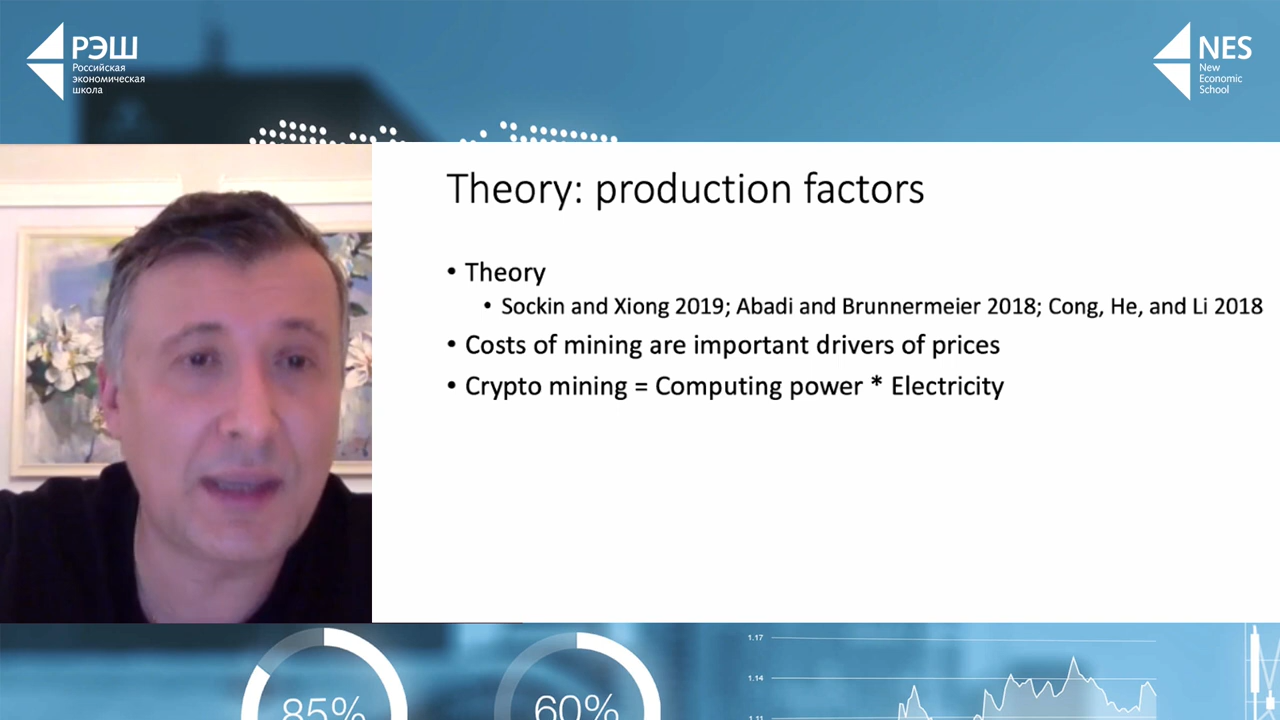 РЭШ
Российская
экономическая
школа
NES
New
Economic
School
Theory: production factors
• Theory
• Sockin and Xiong 2019; Abadi and Brunnermeier 2018; Cong, He, and Li 2018
• Costs of mining are important drivers of prices
• Crypto mining = Computing power * Electricity
85%
60%
1.17
1.14
1.11